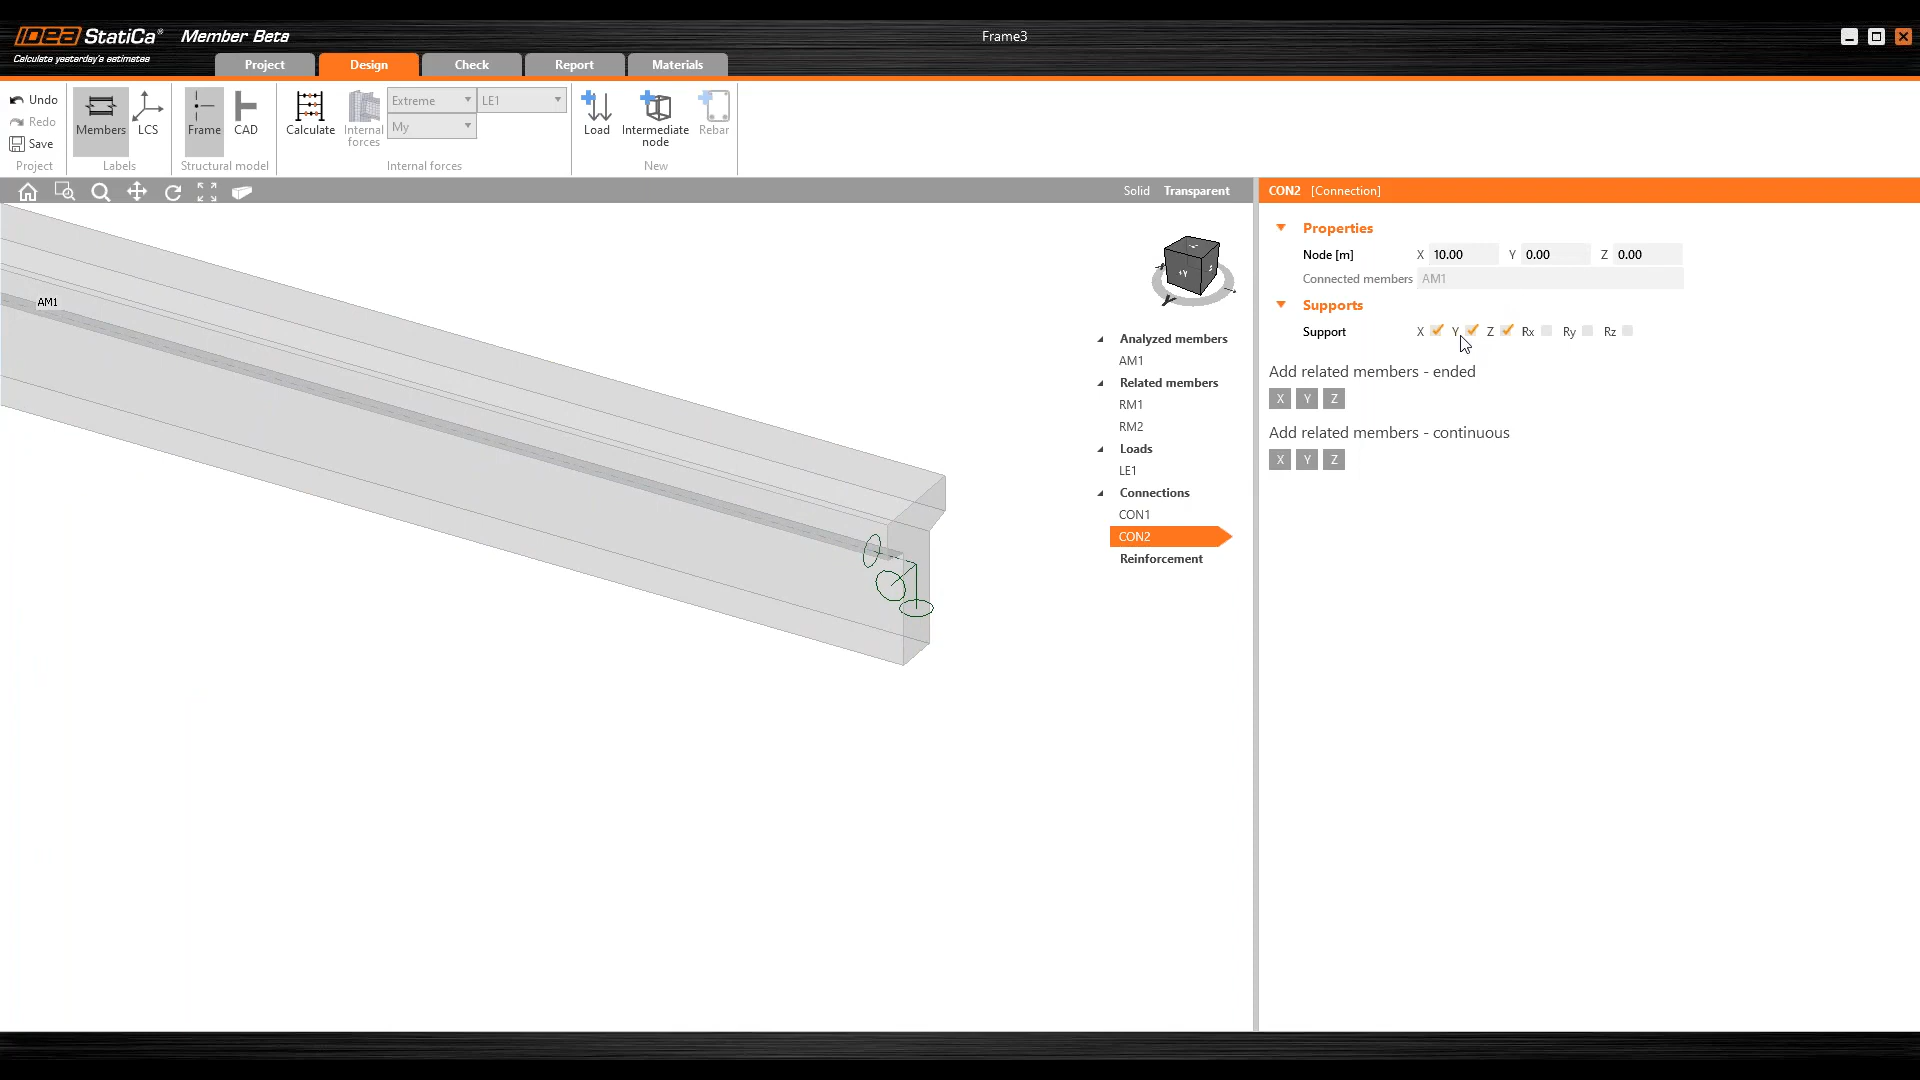 IDEA StatiCa® Member Beta
Calculate yesterday's estimates
Frame3
Project Design Check Report Materials
Undo
Redo
Save
Project
Members LCS
Labels
Frame CAD
Structural model
Calculate Internal forces
Extreme LE1
My
Internal forces
Load Intermediate node Rebar
New
Solid Transparent
CON2 [Connection]
Properties
Node [m] X 10.00 Y 0.00 Z 0.00
Connected members AM1
Supports
Support X Y Z Rx Ry Rz
Add related members - ended
X Y Z
Add related members - continuous
X Y Z
AM1
+Y
Y
Analyzed members
AM1
Related members
RM1
RM2
Loads
LE1
Connections
CON1
CON2
Reinforcement